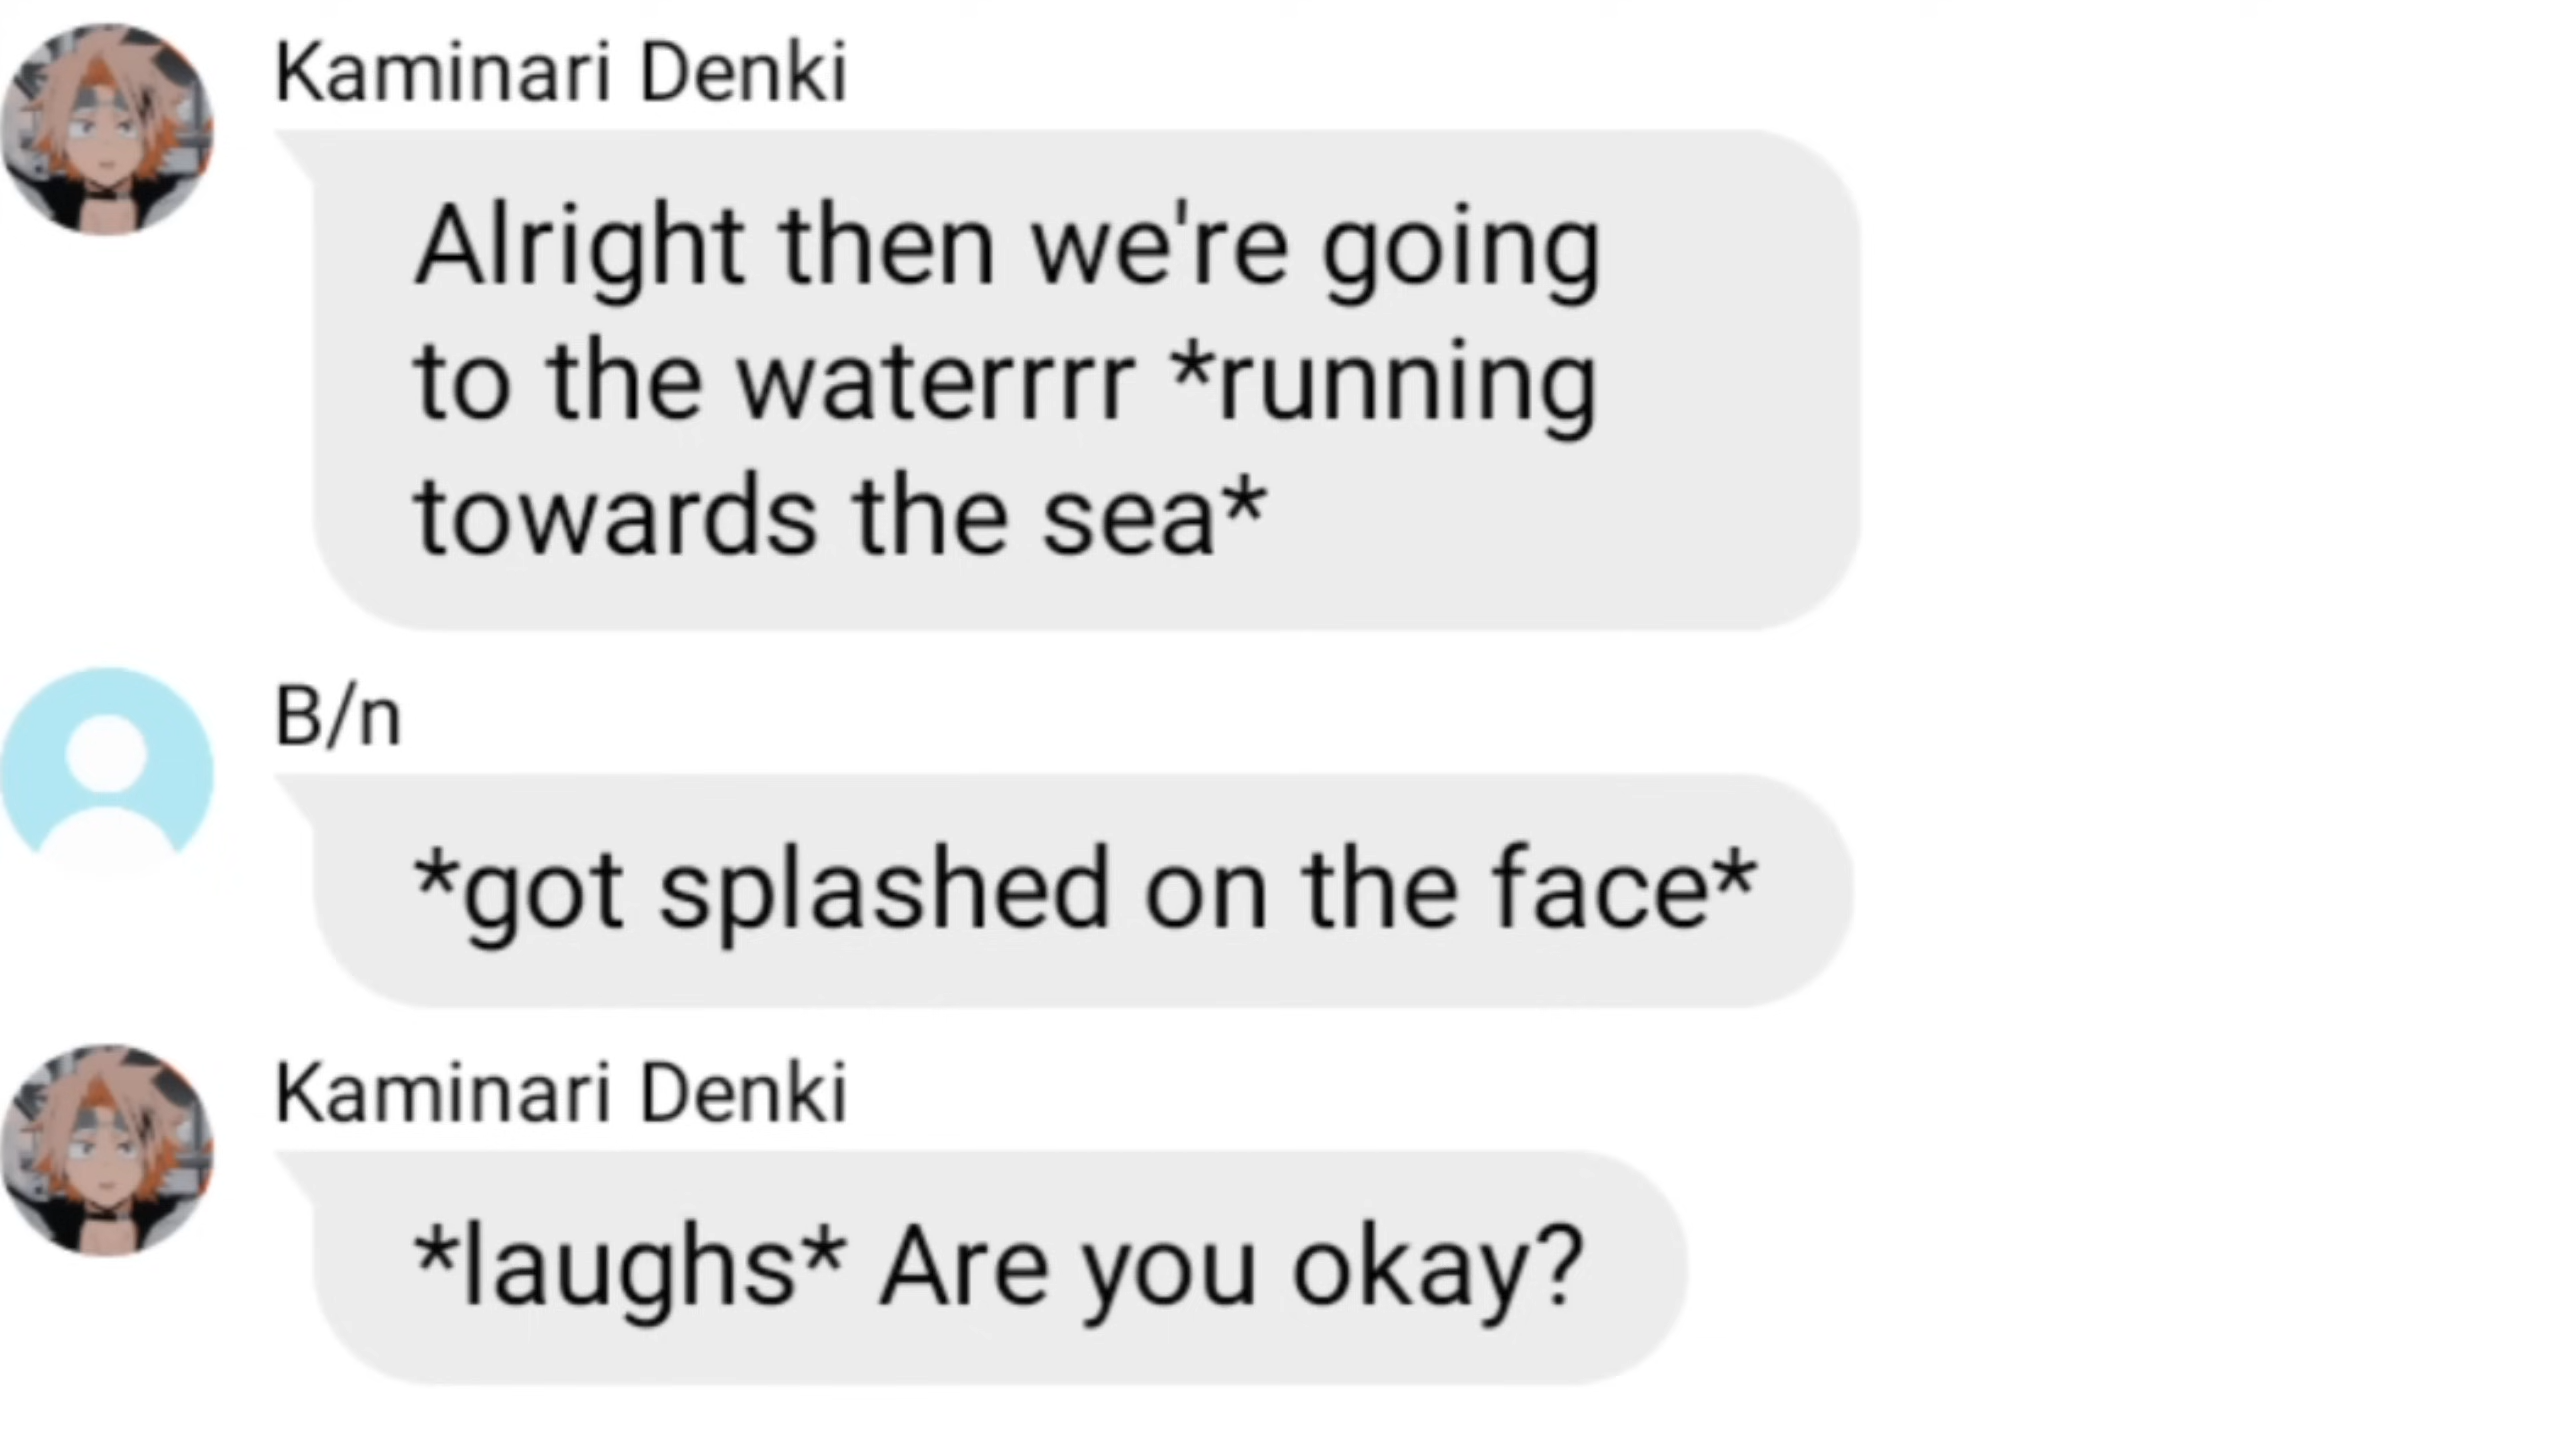 Kaminari Denki
Alright then we're going
to the waterrrr *running
towards the sea*
B/n
*got splashed on the face*
Kaminari Denki
*laughs* Are you okay?